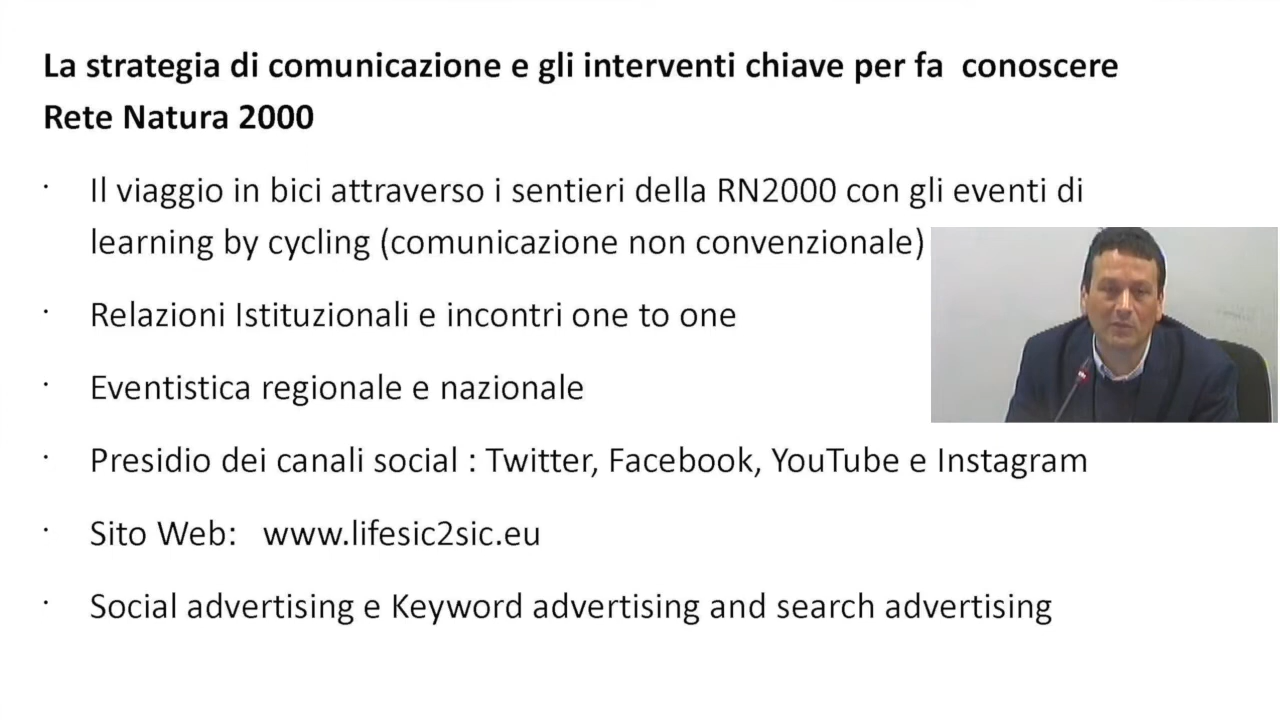 La strategia di comunicazione e gli interventi chiave per fa  conoscere
Rete Natura 2000
· Il viaggio in bici attraverso i sentieri della RN2000 con gli eventi di
learning by cycling (comunicazione non convenzionale)
· Relazioni Istituzionali e incontri one to one
· Eventistica regionale e nazionale
· Presidio dei canali social : Twitter, Facebook, YouTube e Instagram
· Sito Web:   www.lifesic2sic.eu
· Social advertising e Keyword advertising and search advertising